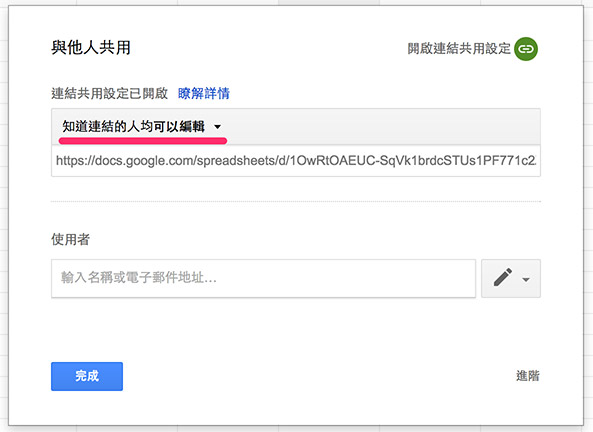 與他人共用
開啟連結共用設定
連結共用設定已開啟 瞭解詳情
知道連結的人均可以編輯
https://docs.google.com/spreadsheets/d/1OwRtOAEUC-SqVk1brdcSTUs1PF771c2
使用者
輸入名稱或電子郵件地址...
完成
進階